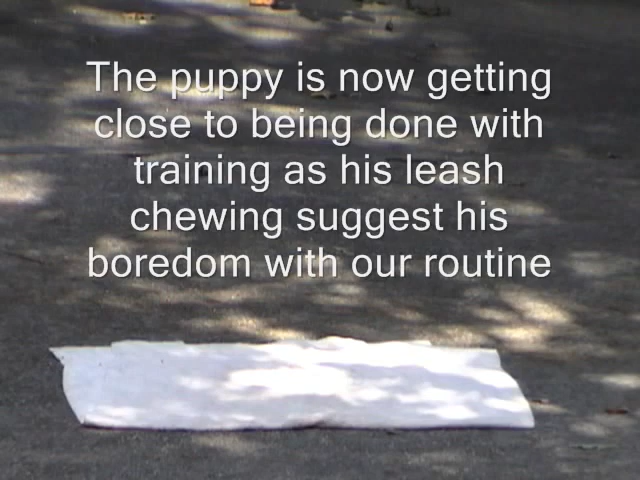 The puppy is now getting
close to being done with
training as his leash
chewing suggest his
boredom with our routine